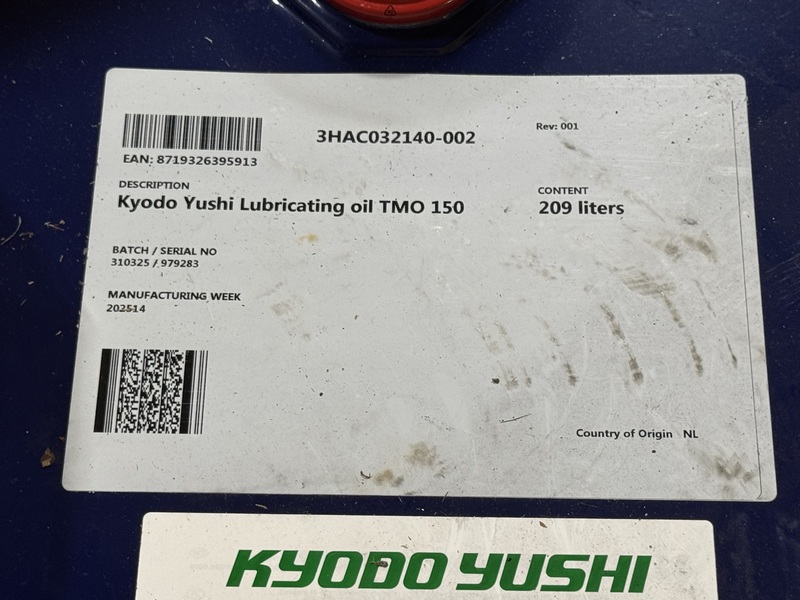 3HAC032140-002
Rev: 001
EAN: 8719326395913
DESCRIPTION
Kyodo Yushi Lubricating oil TMO 150
CONTENT
209 liters
BATCH / SERIAL NO
310325 / 979283
MANUFACTURING WEEK
202514
Country of Origin NL
KYODO YUSHI